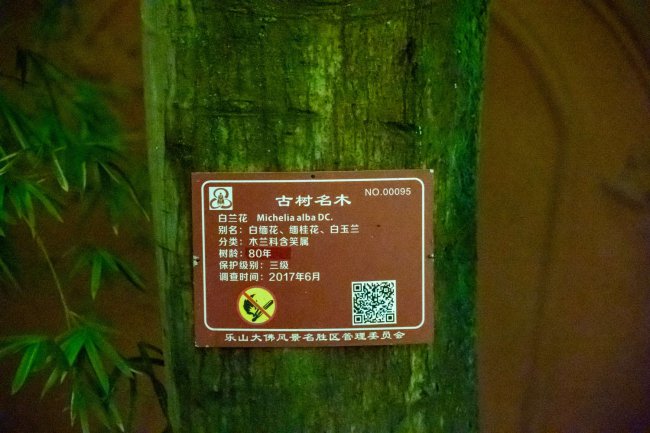 古树名木 NO.00095
白兰花 Michelia alba DC.
别名：白缅花、缅桂花、白玉兰
分类：木兰科含笑属
树龄：80年
保护级别：三级
调查时间：2017年6月
乐山大佛风景名胜区管理委员会